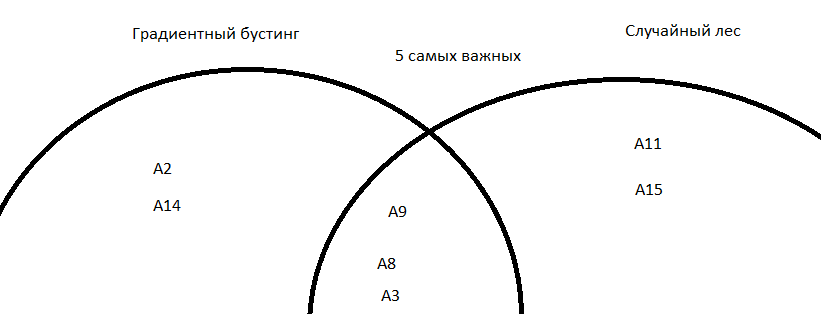 Градиентный бустинг
5 самых важных
Случайный лес
A2
A14
A9
A8
A3
A11
A15